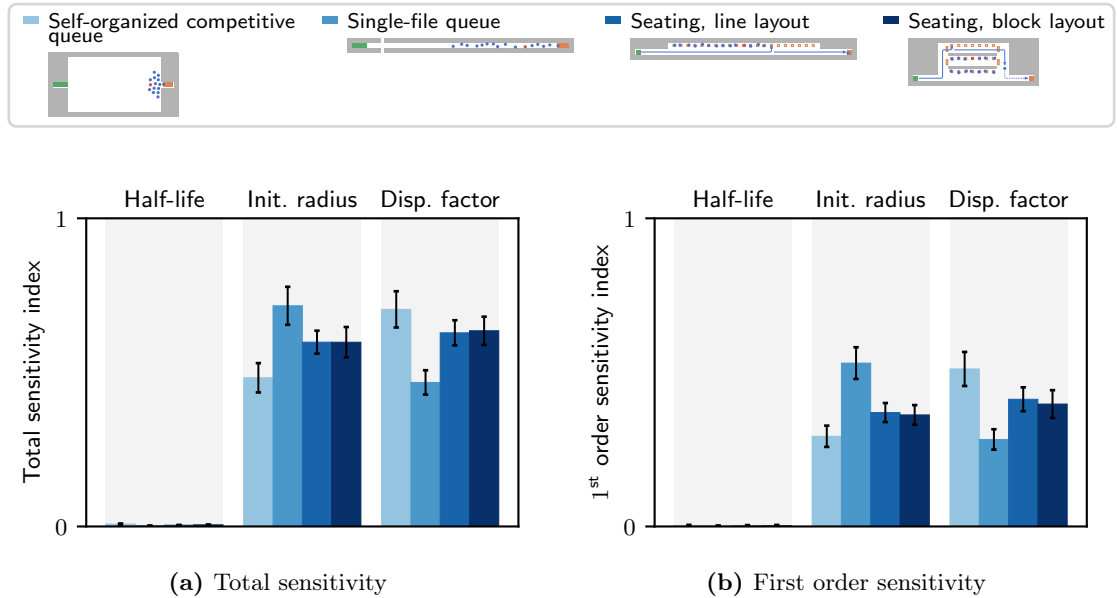 Self-organized competitive queue
Single-file queue
Seating, line layout
Seating, block layout
Half-life
Init. radius
Disp. factor
1
Total sensitivity index
0
(a) Total sensitivity
Half-life
Init. radius
Disp. factor
1
1st order sensitivity index
0
(b) First order sensitivity